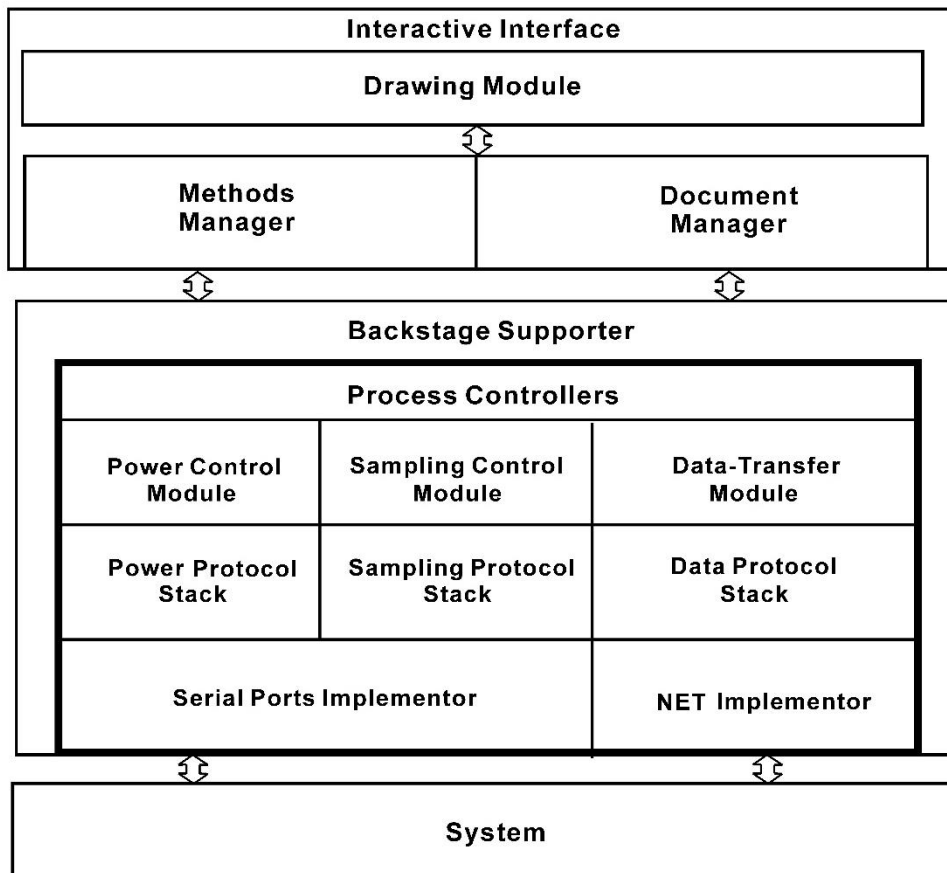 Interactive Interface
Drawing Module
Methods
Manager
Document
Manager
Backstage Supporter
Process Controllers
Power Control
Module
Sampling Control
Module
Data-Transfer
Module
Power Protocol
Stack
Sampling Protocol
Stack
Data Protocol
Stack
Serial Ports Implementor
NET Implementor
System